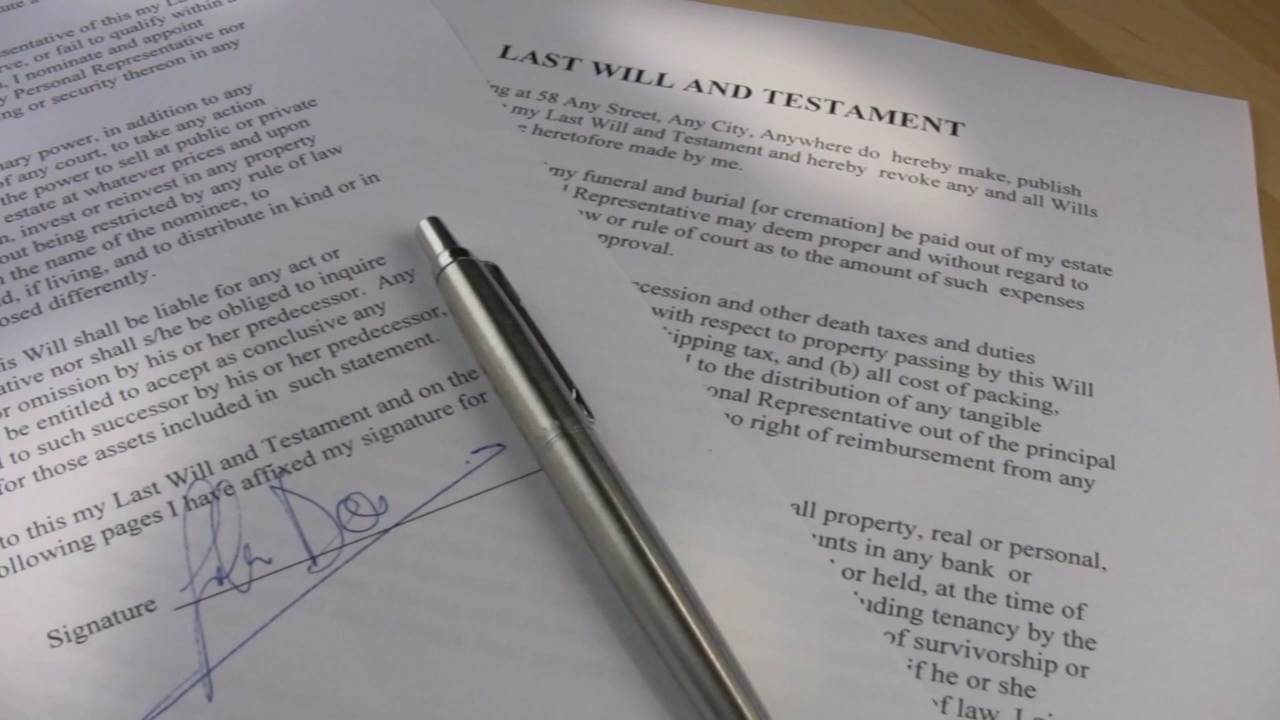 sentative of this my Last
rve, or fail to qualify within
I nominate and appoint
y Personal Representative nor
ng or security thereon in any
nary power, in addition to any
of any court, to take any action
the power to sell at public or private
estate at whatever prices and upon
n, invest or reinvest in any property
out being restricted by any rule of law
n the name of the nominee, to
d, if living, and to distribute in kind or in
osed differently.
is Will shall be liable for any act or
ative nor shall s/he be obliged to inquire
or omission by his or her predecessor. Any
be entitled to accept as conclusive any
l to such successor by his or her predecessor,
for those assets included in such statement.
to this my Last Will and Testament and on the
ollowing pages I have affixed my signature for
Signature John Doe
LAST WILL AND TESTAMENT
ng at 58 Any Street, Any City, Anywhere do hereby make, publish
my Last Will and Testament and hereby revoke any and all Wills
e heretofore made by me.
my funeral and burial [or cremation] be paid out of my estate
l Representative may deem proper and without regard to
w or rule of court as to the amount of such expenses
pproval.
ccession and other death taxes and duties
with respect to property passing by this Will
ipping tax, and (b) all cost of packing,
l to the distribution of any tangible
onal Representative out of the principal
no right of reimbursement from any
all property, real or personal,
unts in any bank or
or held, at the time of
uding tenancy by the
of survivorship or
if he or she
of law, I